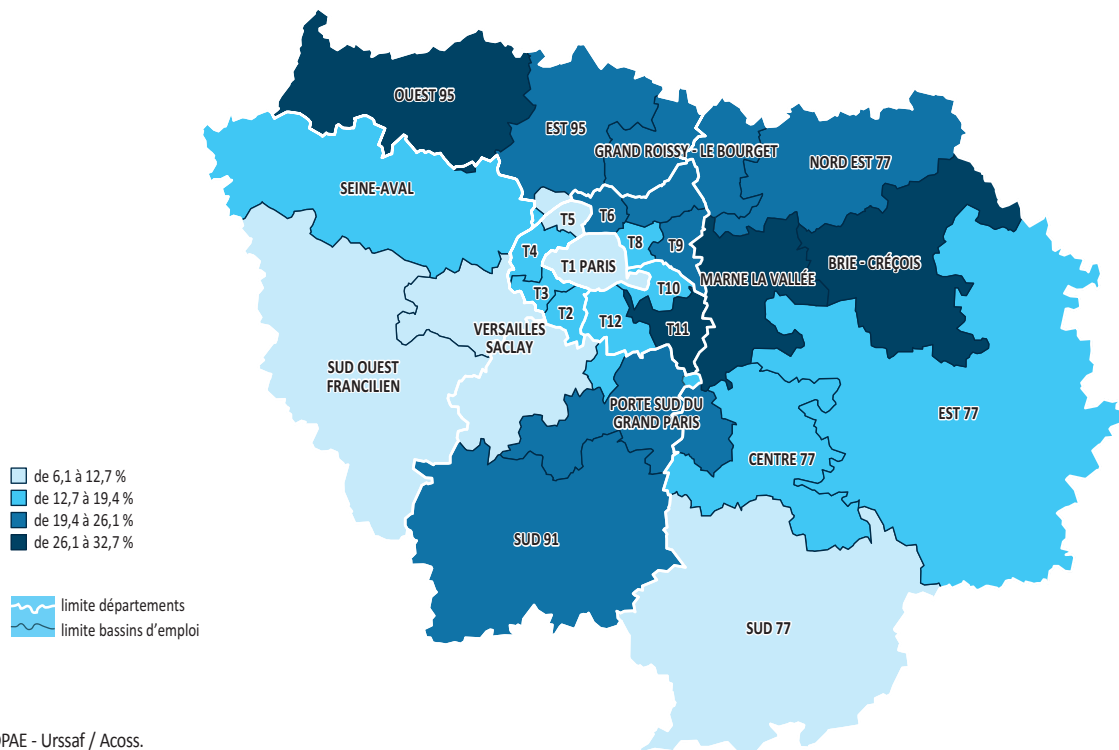 OUEST 95
EST 95
GRAND ROISSY - LE BOURGET
NORD EST 77
SEINE-AVAL
T5
T6
T4
T8
T9
T1 PARIS
MARNE LA VALLÉE
BRIE - CRÉÇOIS
T3
T10
T2
T12
T11
VERSAILLES
SACLAY
SUD OUEST
FRANCILIEN
PORTE SUD DU
GRAND PARIS
EST 77
CENTRE 77
SUD 91
SUD 77
de 6,1 à 12,7 %
de 12,7 à 19,4 %
de 19,4 à 26,1 %
de 26,1 à 32,7 %
limite départements
limite bassins d'emploi
PAE - Urssaf / Acoss.